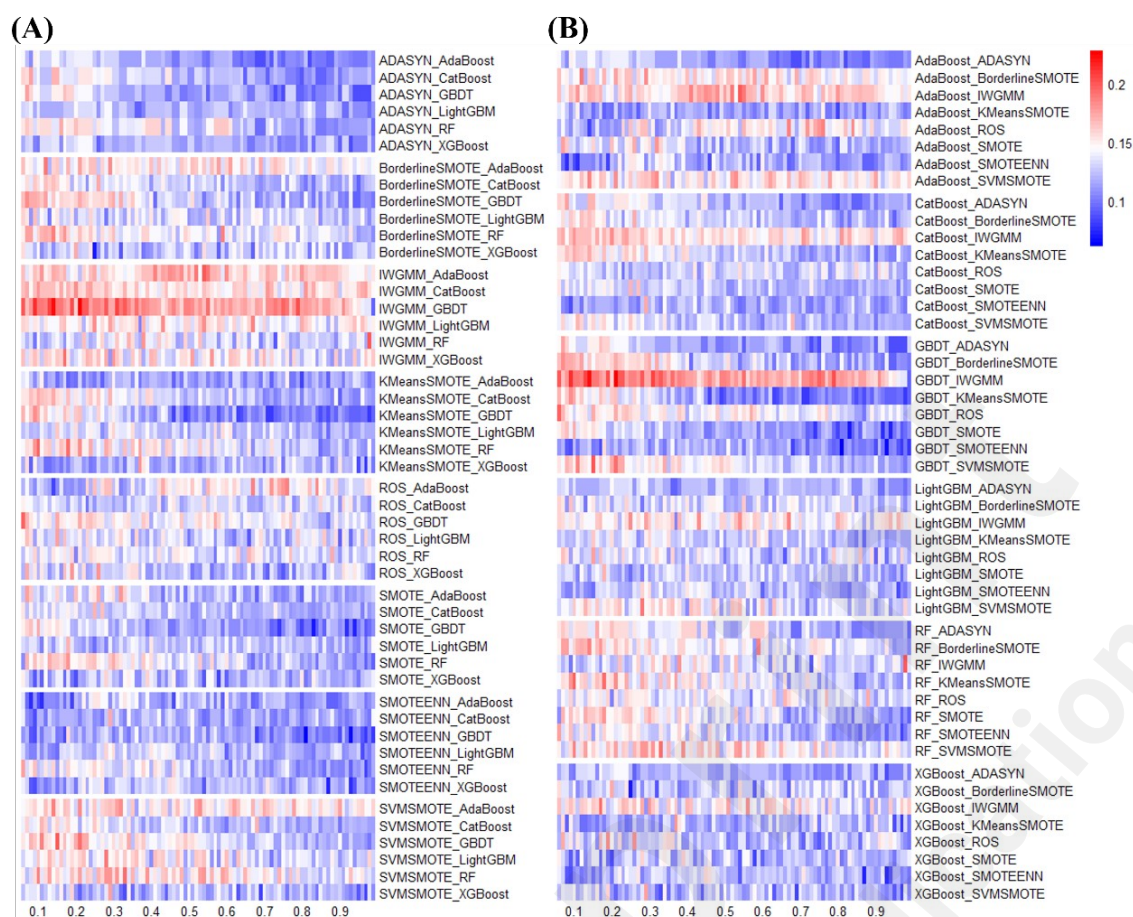 (A)
ADASYN_AdaBoost
ADASYN_CatBoost
ADASYN_GBDT
ADASYN_LightGBM
ADASYN_RF
ADASYN_XGBoost
BorderlineSMOTE_AdaBoost
BorderlineSMOTE_CatBoost
BorderlineSMOTE_GBDT
BorderlineSMOTE_LightGBM
BorderlineSMOTE_RF
BorderlineSMOTE_XGBoost
IWGMM_AdaBoost
IWGMM_CatBoost
IWGMM_GBDT
IWGMM_LightGBM
IWGMM_RF
IWGMM_XGBoost
KMeansSMOTE_AdaBoost
KMeansSMOTE_CatBoost
KMeansSMOTE_GBDT
KMeansSMOTE_LightGBM
KMeansSMOTE_RF
KMeansSMOTE_XGBoost
ROS_AdaBoost
ROS_CatBoost
ROS_GBDT
ROS_LightGBM
ROS_RF
ROS_XGBoost
SMOTE_AdaBoost
SMOTE_CatBoost
SMOTE_GBDT
SMOTE_LightGBM
SMOTE_RF
SMOTE_XGBoost
SMOTEENN_AdaBoost
SMOTEENN_CatBoost
SMOTEENN_GBDT
SMOTEENN_LightGBM
SMOTEENN_RF
SMOTEENN_XGBoost
SVMSMOTE_AdaBoost
SVMSMOTE_CatBoost
SVMSMOTE_GBDT
SVMSMOTE_LightGBM
SVMSMOTE_RF
SVMSMOTE_XGBoost
0.1 0.2 0.3 0.4 0.5 0.6 0.7 0.8 0.9
(B)
AdaBoost_ADASYN
AdaBoost_BorderlineSMOTE
AdaBoost_IWGMM
AdaBoost_KMeansSMOTE
AdaBoost_ROS
AdaBoost_SMOTE
AdaBoost_SMOTEENN
AdaBoost_SVMSMOTE
CatBoost_ADASYN
CatBoost_BorderlineSMOTE
CatBoost_IWGMM
CatBoost_KMeansSMOTE
CatBoost_ROS
CatBoost_SMOTE
CatBoost_SMOTEENN
CatBoost_SVMSMOTE
GBDT_ADASYN
GBDT_BorderlineSMOTE
GBDT_IWGMM
GBDT_KMeansSMOTE
GBDT_ROS
GBDT_SMOTE
GBDT_SMOTEENN
GBDT_SVMSMOTE
LightGBM_ADASYN
LightGBM_BorderlineSMOTE
LightGBM_IWGMM
LightGBM_KMeansSMOTE
LightGBM_ROS
LightGBM_SMOTE
LightGBM_SMOTEENN
LightGBM_SVMSMOTE
RF_ADASYN
RF_BorderlineSMOTE
RF_IWGMM
RF_KMeansSMOTE
RF_ROS
RF_SMOTE
RF_SMOTEENN
RF_SVMSMOTE
XGBoost_ADASYN
XGBoost_BorderlineSMOTE
XGBoost_IWGMM
XGBoost_KMeansSMOTE
XGBoost_ROS
XGBoost_SMOTE
XGBoost_SMOTEENN
XGBoost_SVMSMOTE
0.1 0.2 0.3 0.4 0.5 0.6 0.7 0.8 0.9
0.2
0.15
0.1